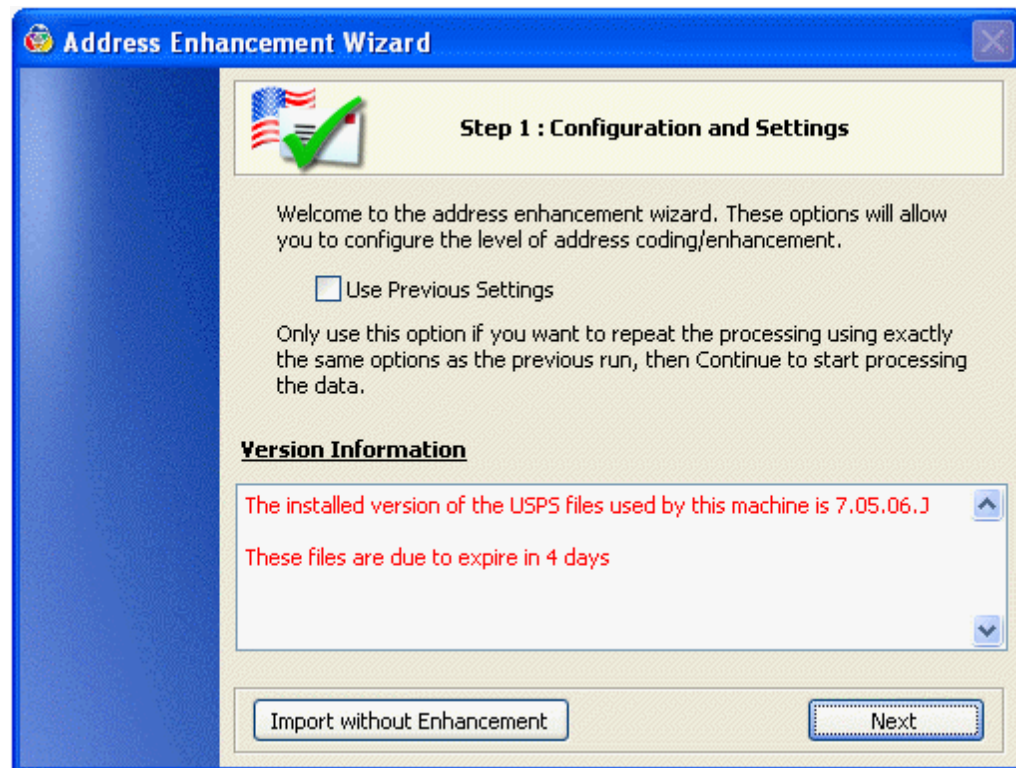 Address Enhancement Wizard
Step 1 : Configuration and Settings
Welcome to the address enhancement wizard. These options will allow
you to configure the level of address coding/enhancement.
Use Previous Settings
Only use this option if you want to repeat the processing using exactly
the same options as the previous run, then Continue to start processing
the data.
Version Information
The installed version of the USPS files used by this machine is 7.05.06.J
These files are due to expire in 4 days
Import without Enhancement
Next